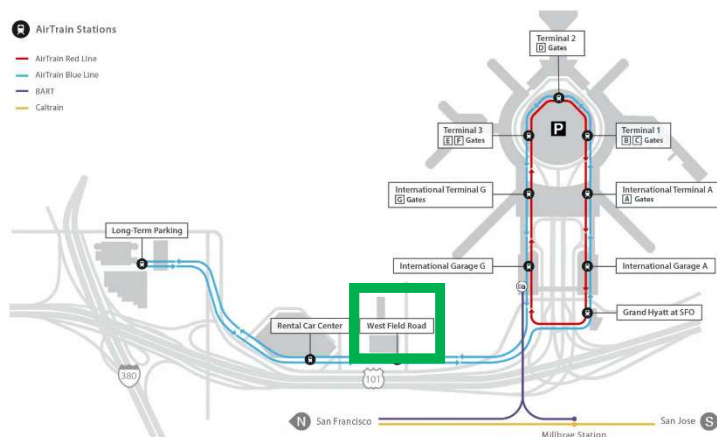 AirTrain Stations
AirTrain Red Line
AirTrain Blue Line
BART
Caltrain
Terminal 2
D Gates
Terminal 3
E F Gates
P
Terminal 1
B C Gates
International Terminal G
G Gates
International Terminal A
A Gates
Long-Term Parking
International Garage G
International Garage A
Grand Hyatt at SFO
Rental Car Center
West Field Road
380
101
N San Francisco
San Jose S
Millbrae Station